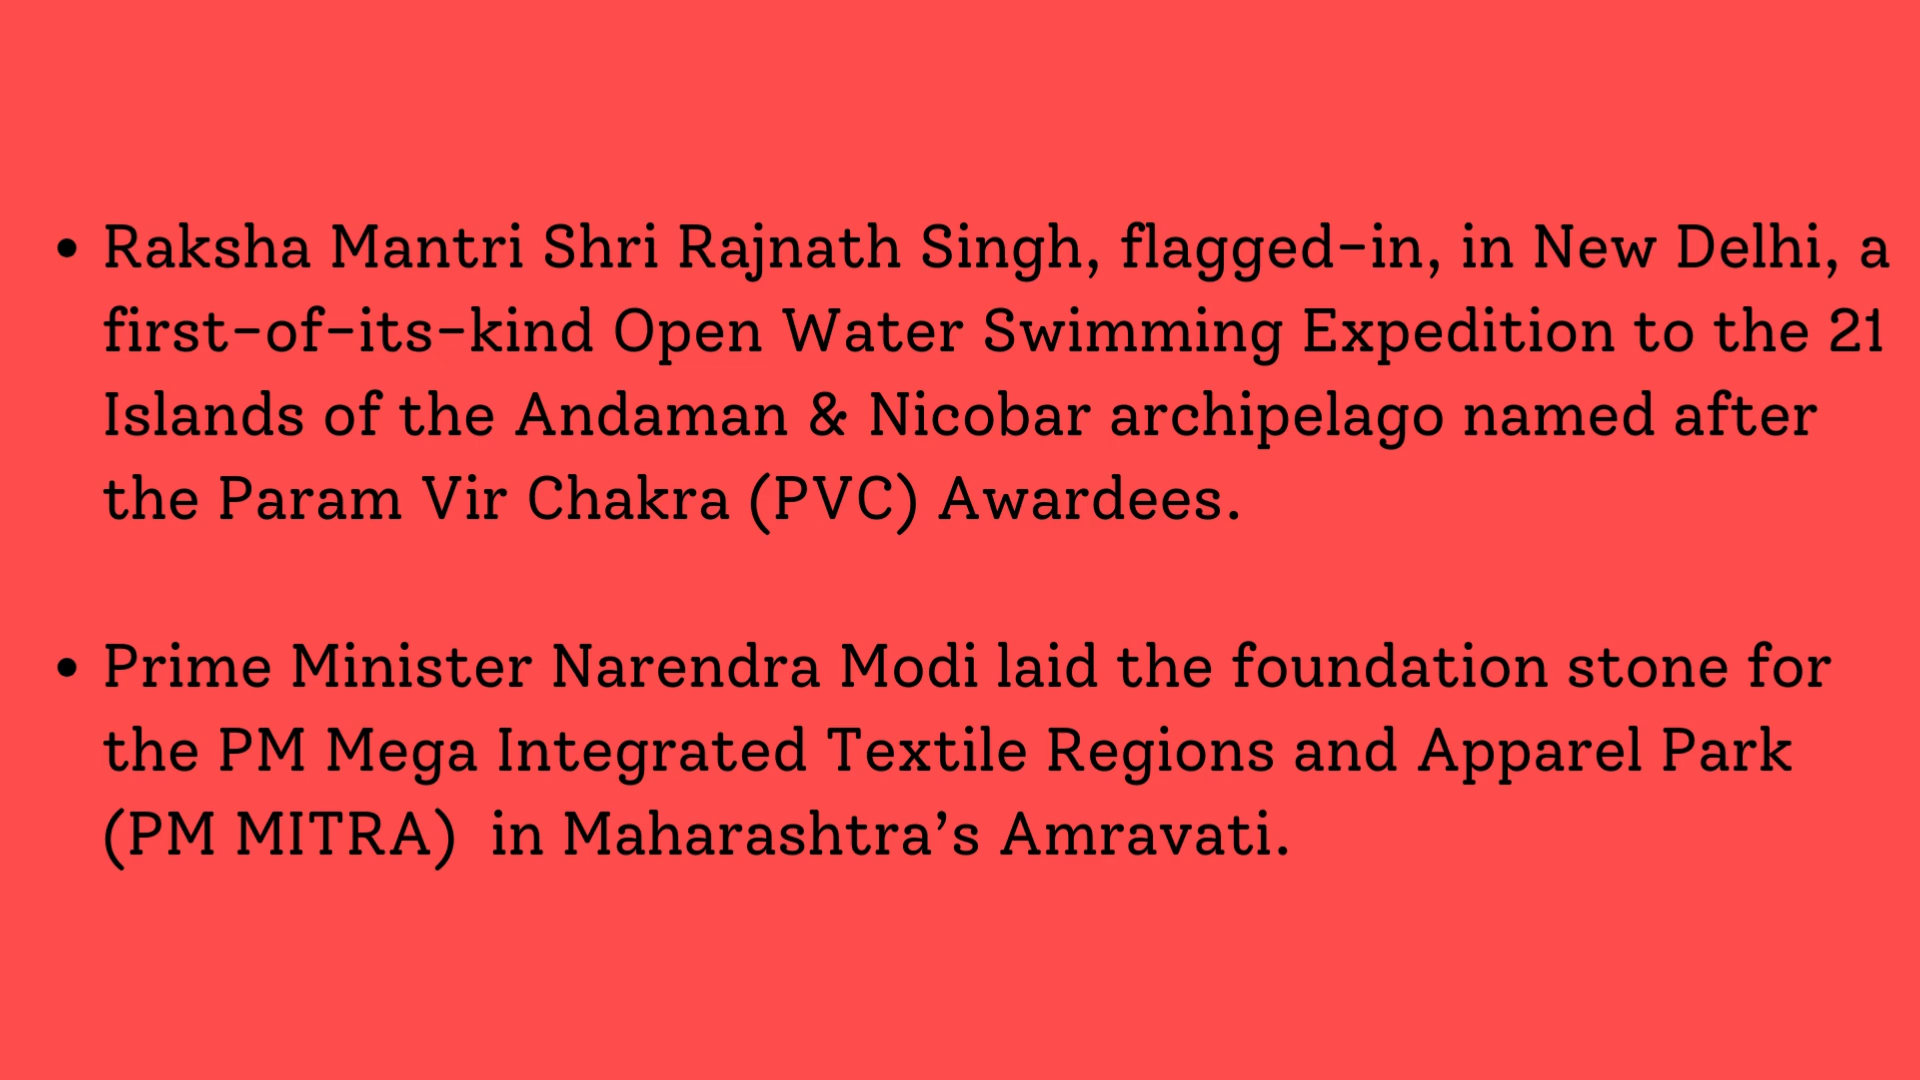 • Raksha Mantri Shri Rajnath Singh, flagged-in, in New Delhi, a
first-of-its-kind Open Water Swimming Expedition to the 21
Islands of the Andaman & Nicobar archipelago named after
the Param Vir Chakra (PVC) Awardees.
• Prime Minister Narendra Modi laid the foundation stone for
the PM Mega Integrated Textile Regions and Apparel Park
(PM MITRA)  in Maharashtra’s Amravati.